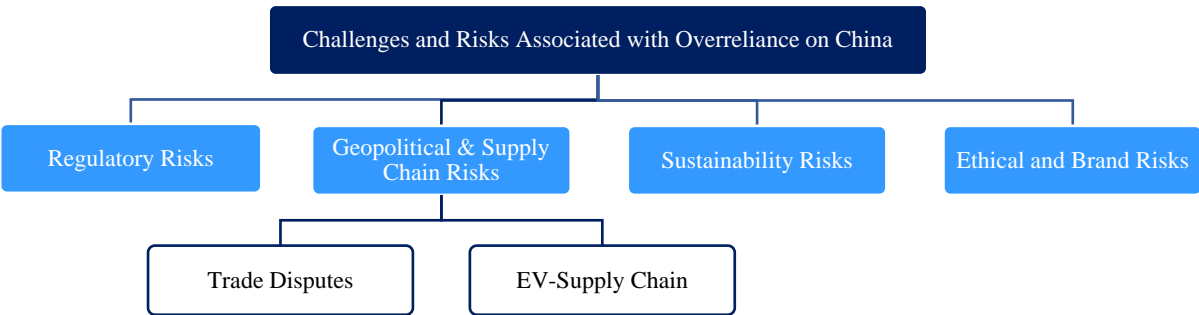 Challenges and Risks Associated with Overreliance on China
Regulatory Risks
Geopolitical & Supply
Chain Risks
Sustainability Risks
Ethical and Brand Risks
Trade Disputes
EV-Supply Chain